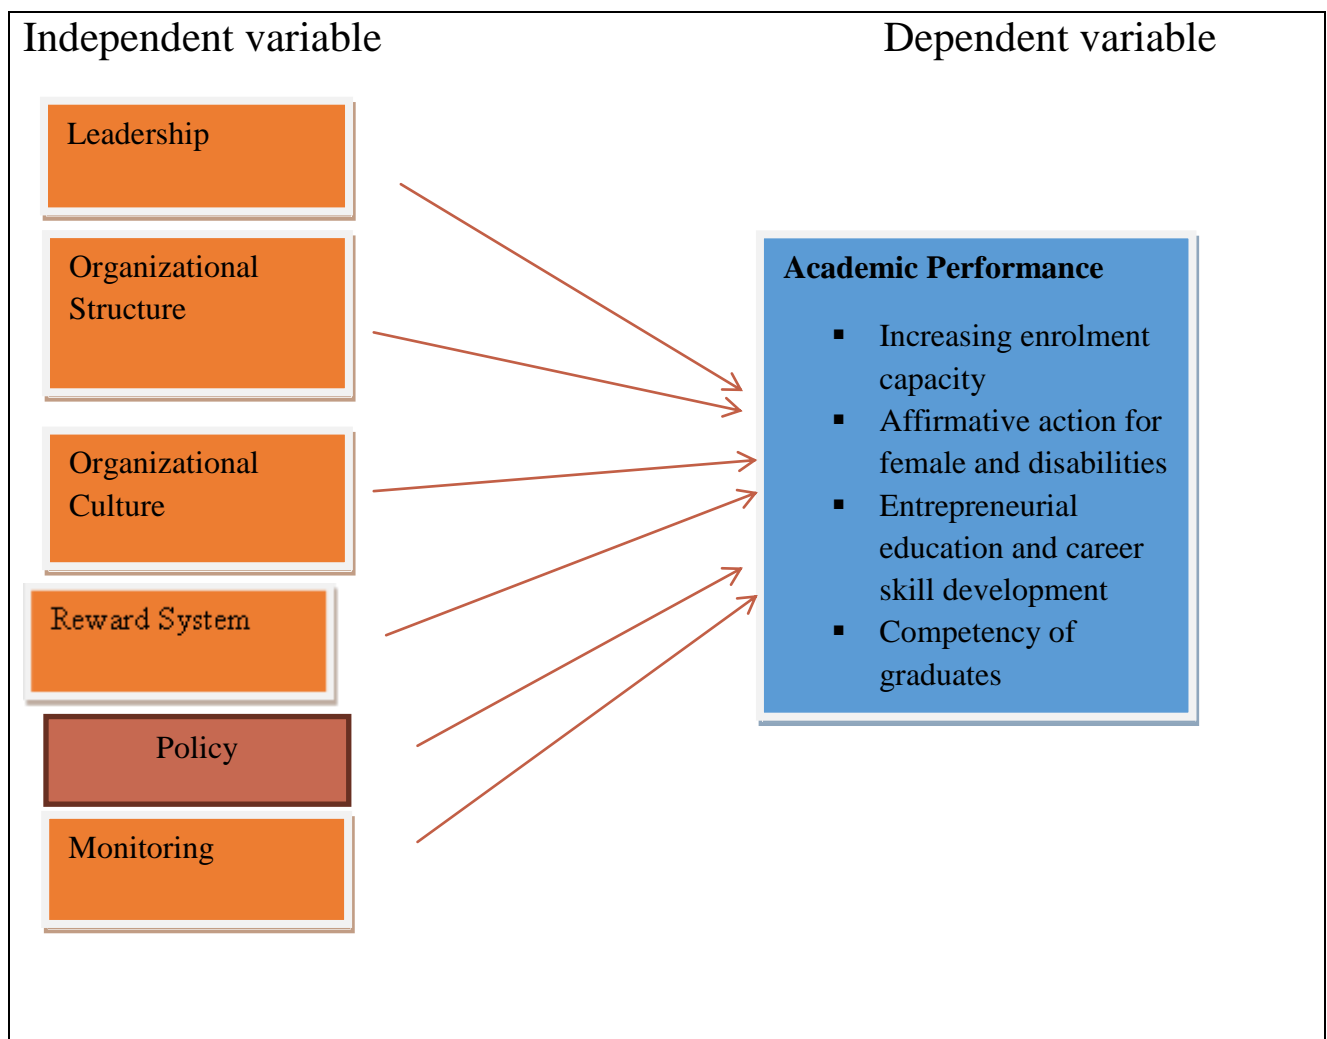 Independent variable
Dependent variable
Leadership
Organizational
Structure
Organizational
Culture
Reward System
Policy
Monitoring
Academic Performance
▪ Increasing enrolment
capacity
▪ Affirmative action for
female and disabilities
▪ Entrepreneurial
education and career
skill development
▪ Competency of
graduates